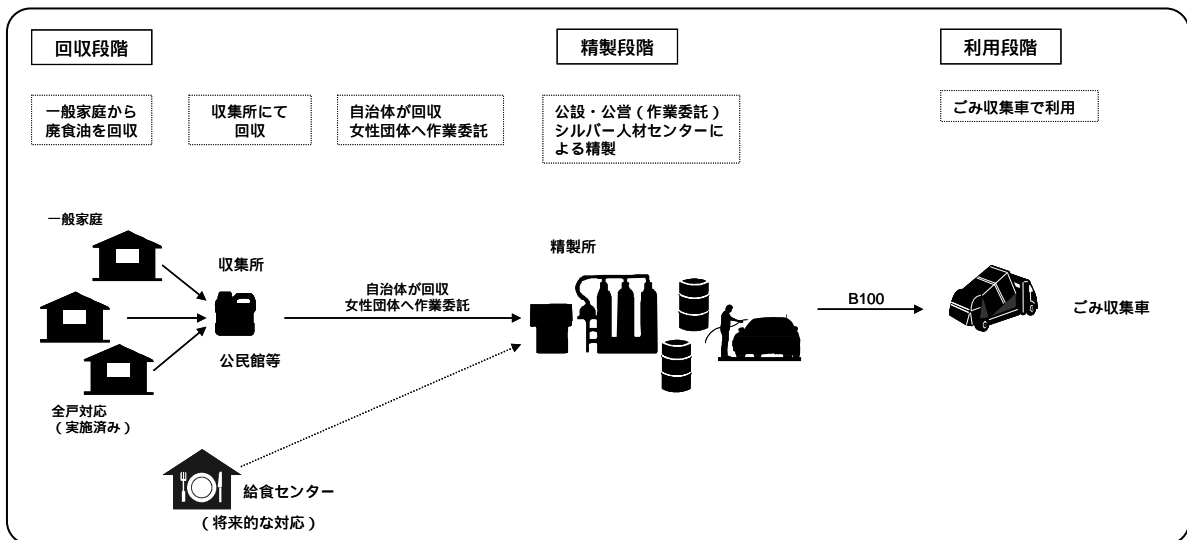 回収段階
精製段階
利用段階
一般家庭から
廃食油を回収
収集所にて
回収
自治体が回収
女性団体へ作業委託
公設・公営(作業委託)
シルバー人材センターに
よる精製
ごみ収集車で利用
一般家庭
収集所
公民館等
全戸対応
(実施済み)
自治体が回収
女性団体へ作業委託
精製所
B100
ごみ収集車
給食センター
(将来的な対応)